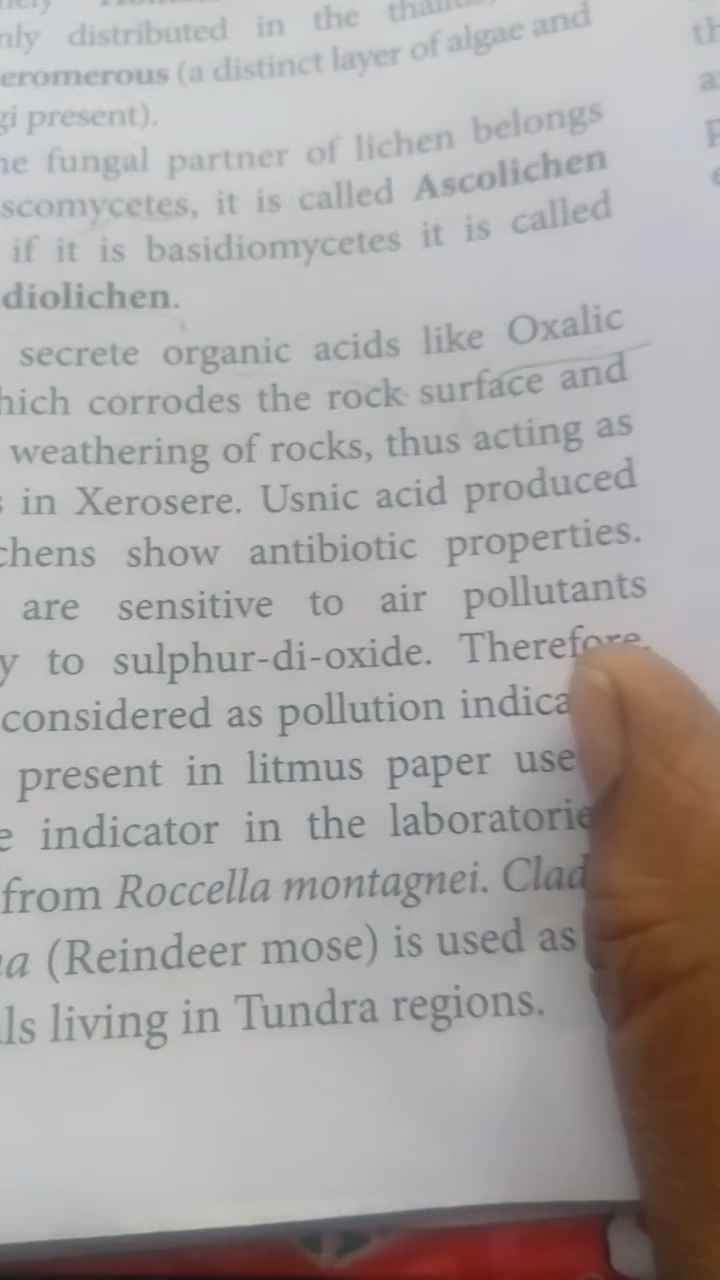 nly distributed in the
eromerous (a distinct layer of algae and
gi present).
he fungal partner of lichen belongs
scomycetes, it is called Ascolichen
if it is basidiomycetes it is called
diolichen.
secrete organic acids like Oxalic
hich corrodes the rock surface and
weathering of rocks, thus acting as
s in Xerosere. Usnic acid produced
chens show antibiotic properties.
are sensitive to air pollutants
y to sulphur-di-oxide. Therefore,
considered as pollution indica
present in litmus paper use
e indicator in the laboratorie
from Roccella montagnei. Clad
a (Reindeer mose) is used as
ls living in Tundra regions.